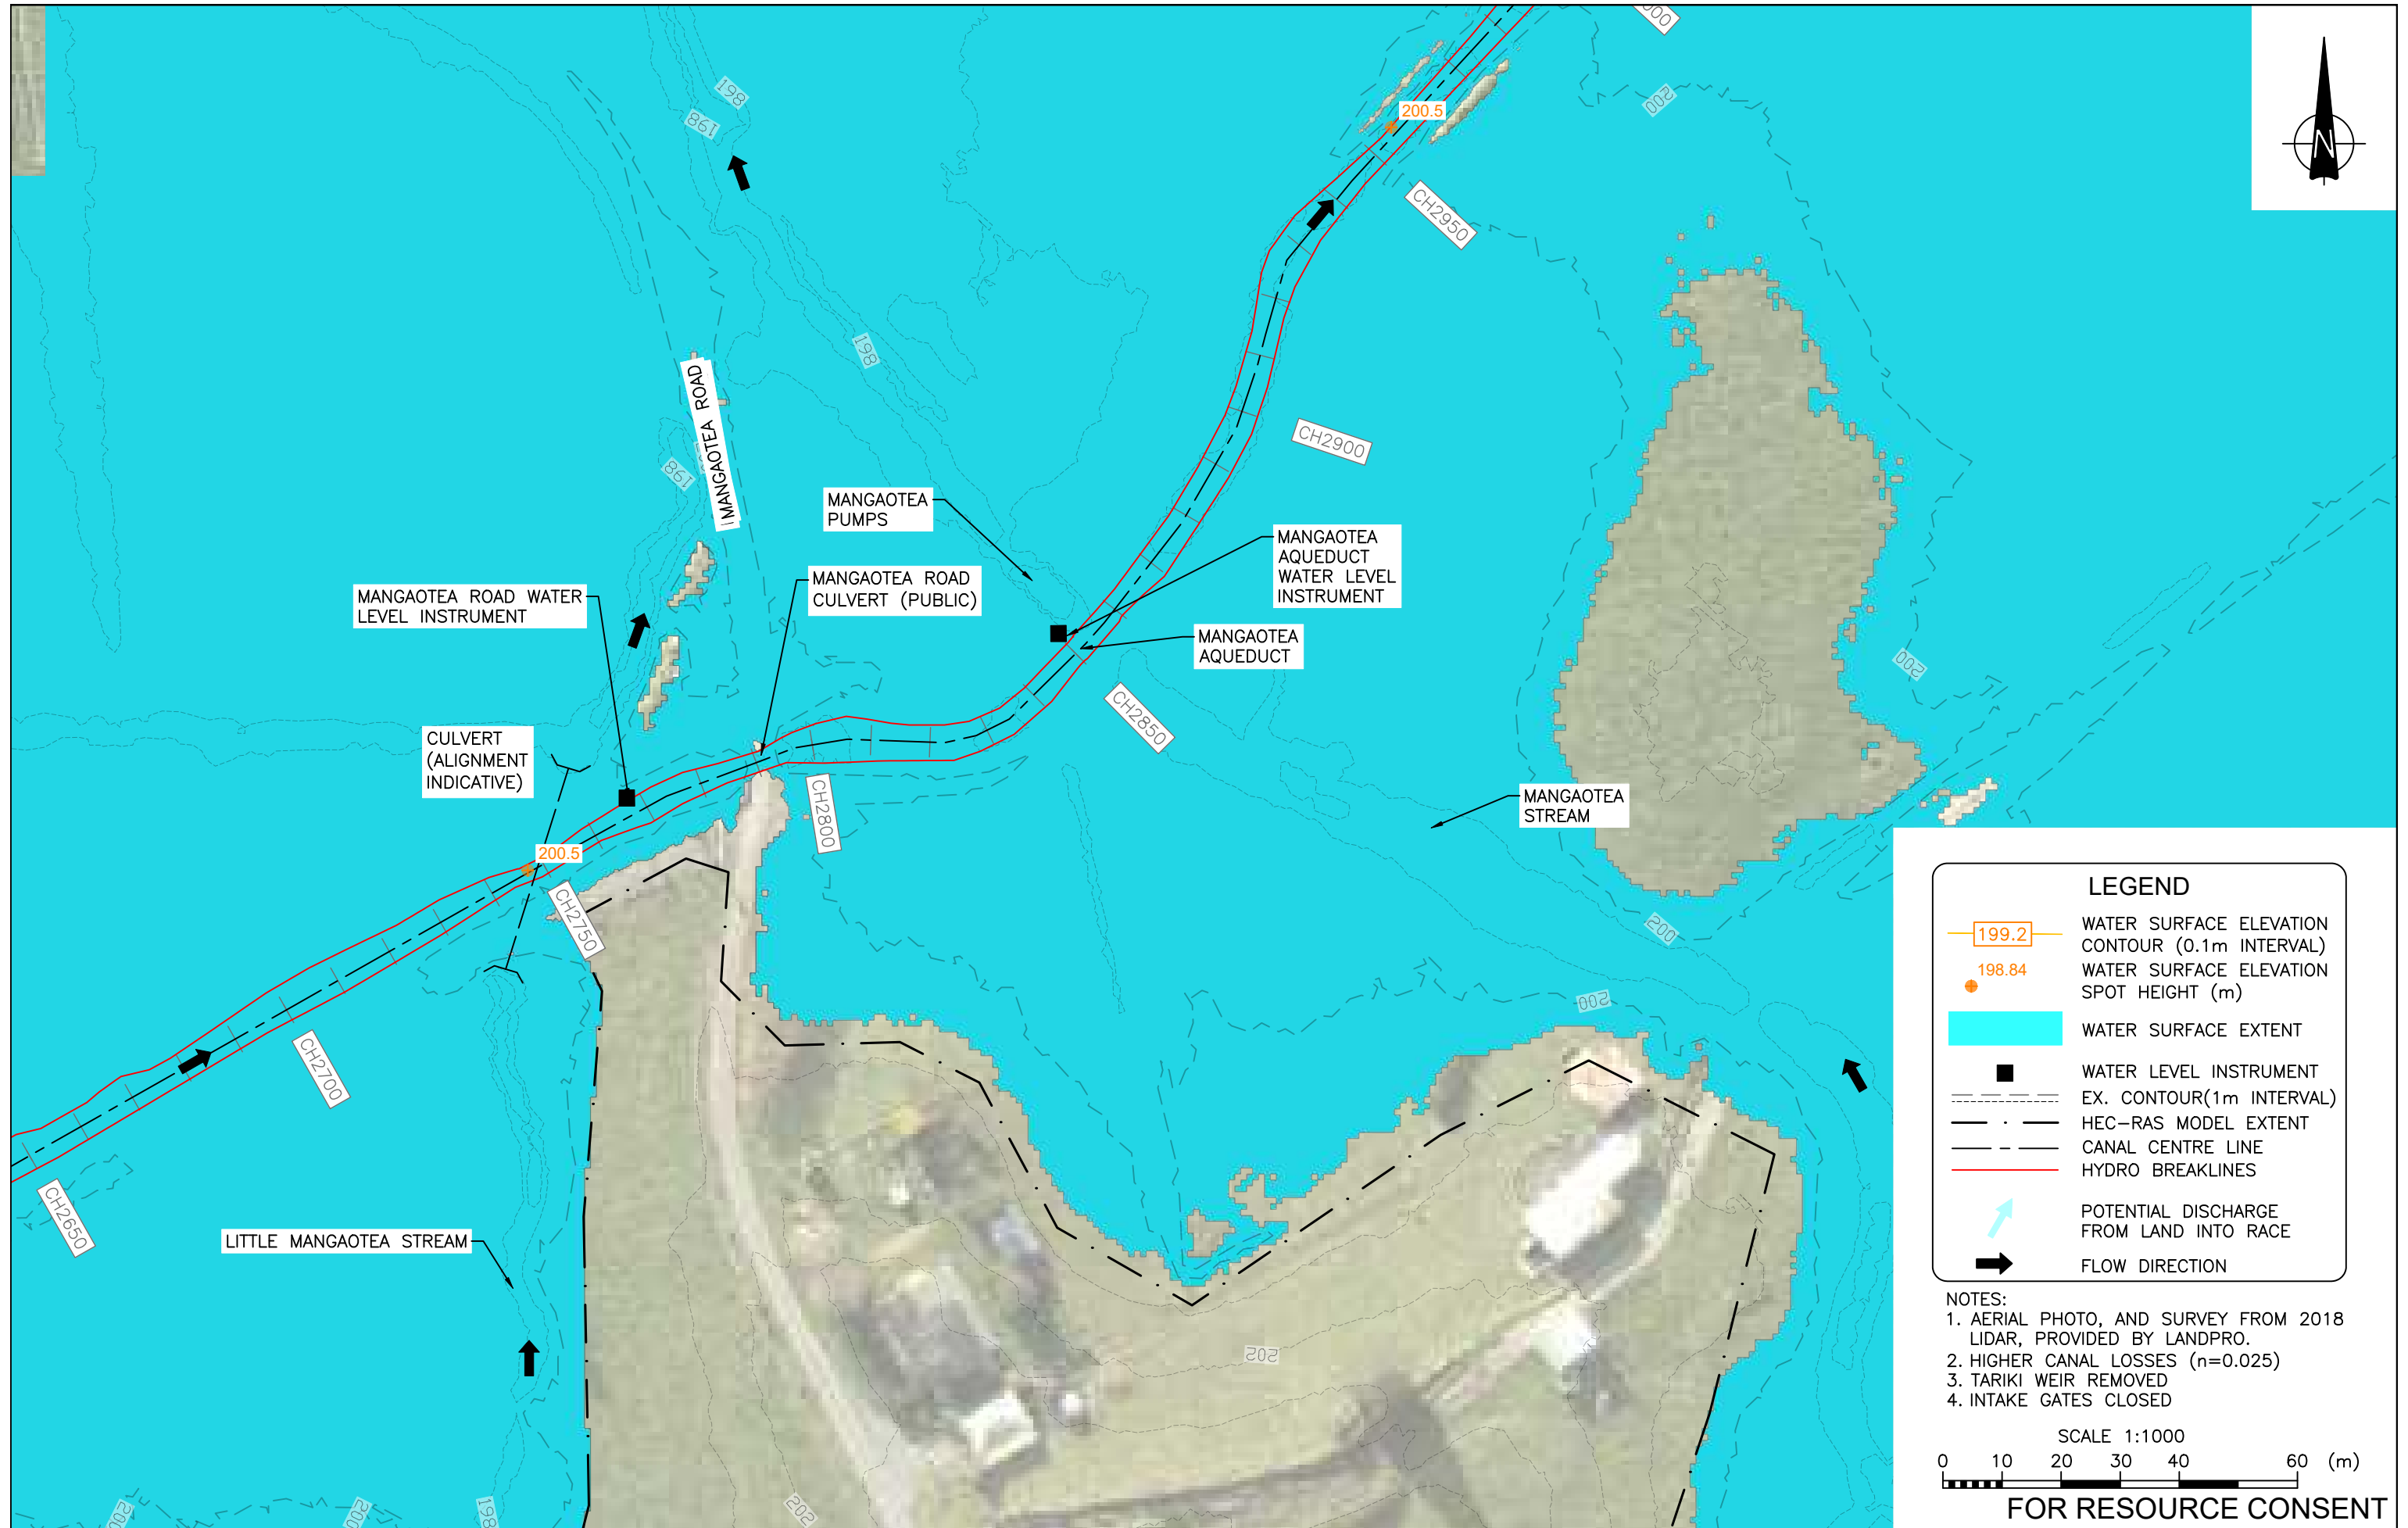 000
198
198
200.5
200
N
CH2950
198
MANGAOTEA ROAD
CH2900
198
MANGAOTEA
PUMPS
MANGAOTEA
AQUEDUCT
WATER LEVEL
INSTRUMENT
MANGAOTEA ROAD
CULVERT (PUBLIC)
MANGAOTEA ROAD WATER
LEVEL INSTRUMENT
MANGAOTEA
AQUEDUCT
200
CH2850
CULVERT
(ALIGNMENT
INDICATIVE)
CH2800
MANGAOTEA
STREAM
200.5
CH2750
200
200
CH2700
CH2650
LITTLE MANGAOTEA STREAM
202
200
200
198
202
LEGEND
199.2
WATER SURFACE ELEVATION
CONTOUR (0.1m INTERVAL)
198.84
WATER SURFACE ELEVATION
SPOT HEIGHT (m)
WATER SURFACE EXTENT
WATER LEVEL INSTRUMENT
EX. CONTOUR(1m INTERVAL)
HEC-RAS MODEL EXTENT
CANAL CENTRE LINE
HYDRO BREAKLINES
POTENTIAL DISCHARGE
FROM LAND INTO RACE
FLOW DIRECTION
NOTES:
1. AERIAL PHOTO, AND SURVEY FROM 2018
LIDAR, PROVIDED BY LANDPRO.
2. HIGHER CANAL LOSSES (n=0.025)
3. TARIKI WEIR REMOVED
4. INTAKE GATES CLOSED
SCALE 1:1000
0 10 20 30 40 50 60 (m)
FOR RESOURCE CONSENT